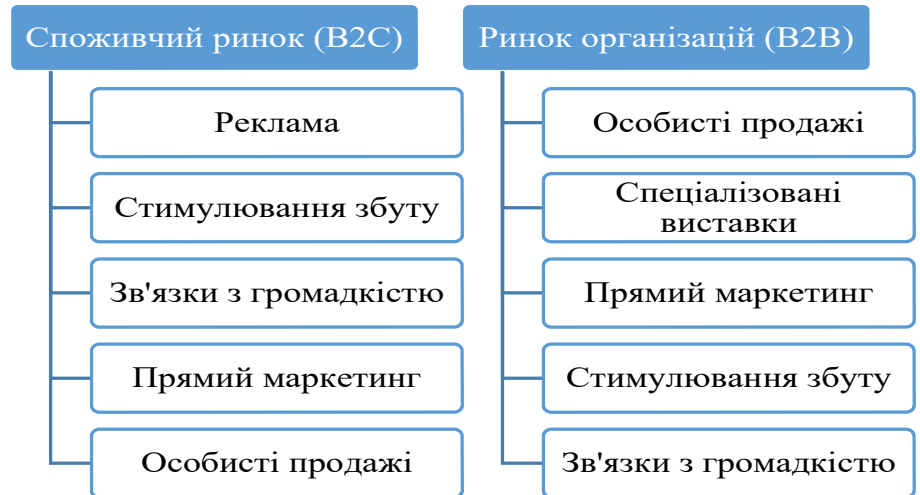 Споживчий ринок (B2C)
Реклама
Стимулювання збуту
Зв'язки з громадкістю
Прямий маркетинг
Особисті продажі
Ринок організацій (B2B)
Особисті продажі
Спеціалізовані
виставки
Прямий маркетинг
Стимулювання збуту
Зв'язки з громадкістю